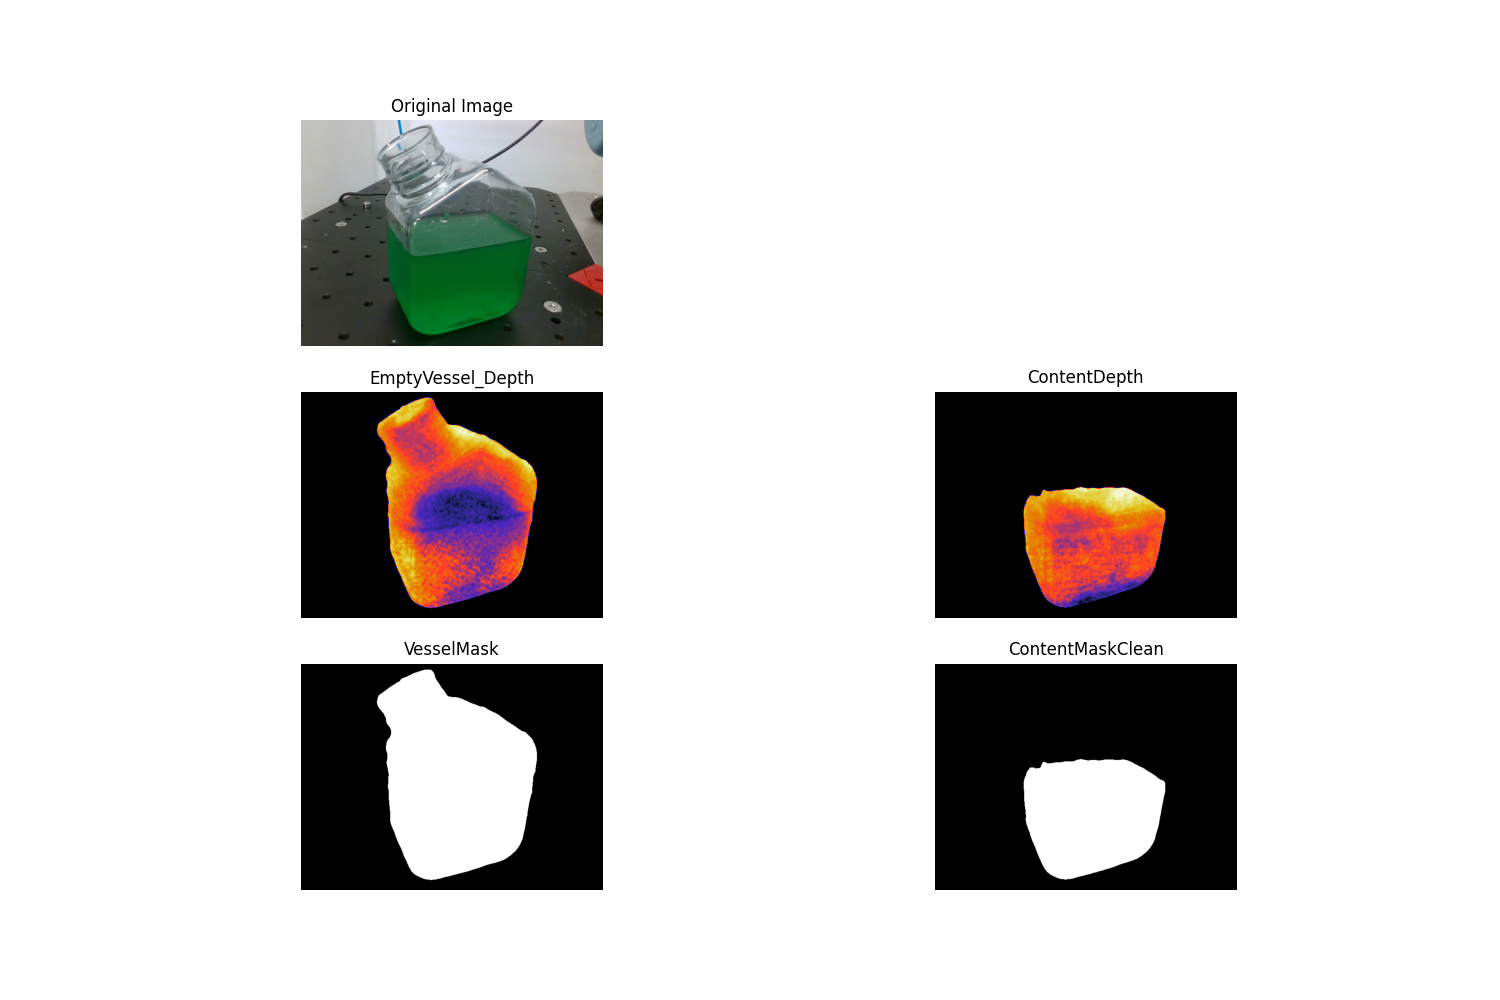 Original Image
EmptyVessel_Depth
ContentDepth
VesselMask
ContentMaskClean